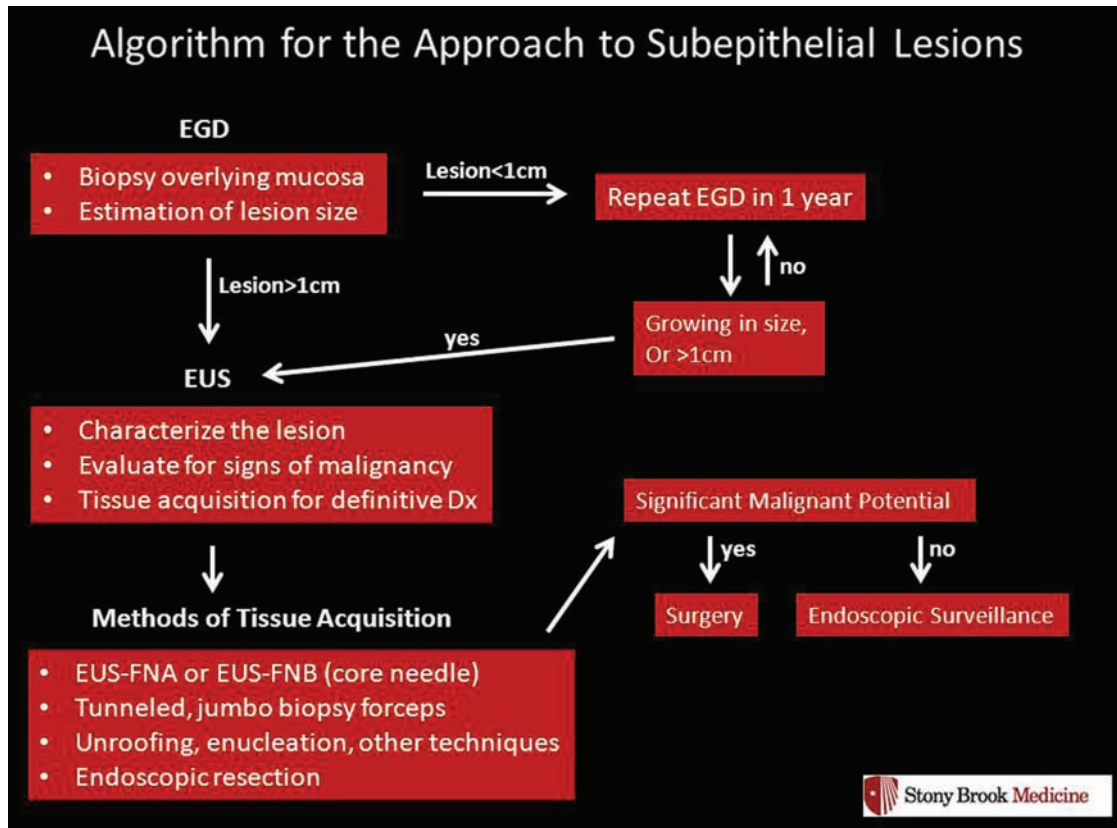 Algorithm for the Approach to Subepithelial Lesions
EGD
• Biopsy overlying mucosa
• Estimation of lesion size
Lesion<1cm
Repeat EGD in 1 year
no
Lesion>1cm
Growing in size,
Or >1cm
yes
EUS
• Characterize the lesion
• Evaluate for signs of malignancy
• Tissue acquisition for definitive Dx
Significant Malignant Potential
yes
no
Surgery
Endoscopic Surveillance
Methods of Tissue Acquisition
• EUS-FNA or EUS-FNB (core needle)
• Tunneled, jumbo biopsy forceps
• Unroofing, enucleation, other techniques
• Endoscopic resection
Stony Brook Medicine